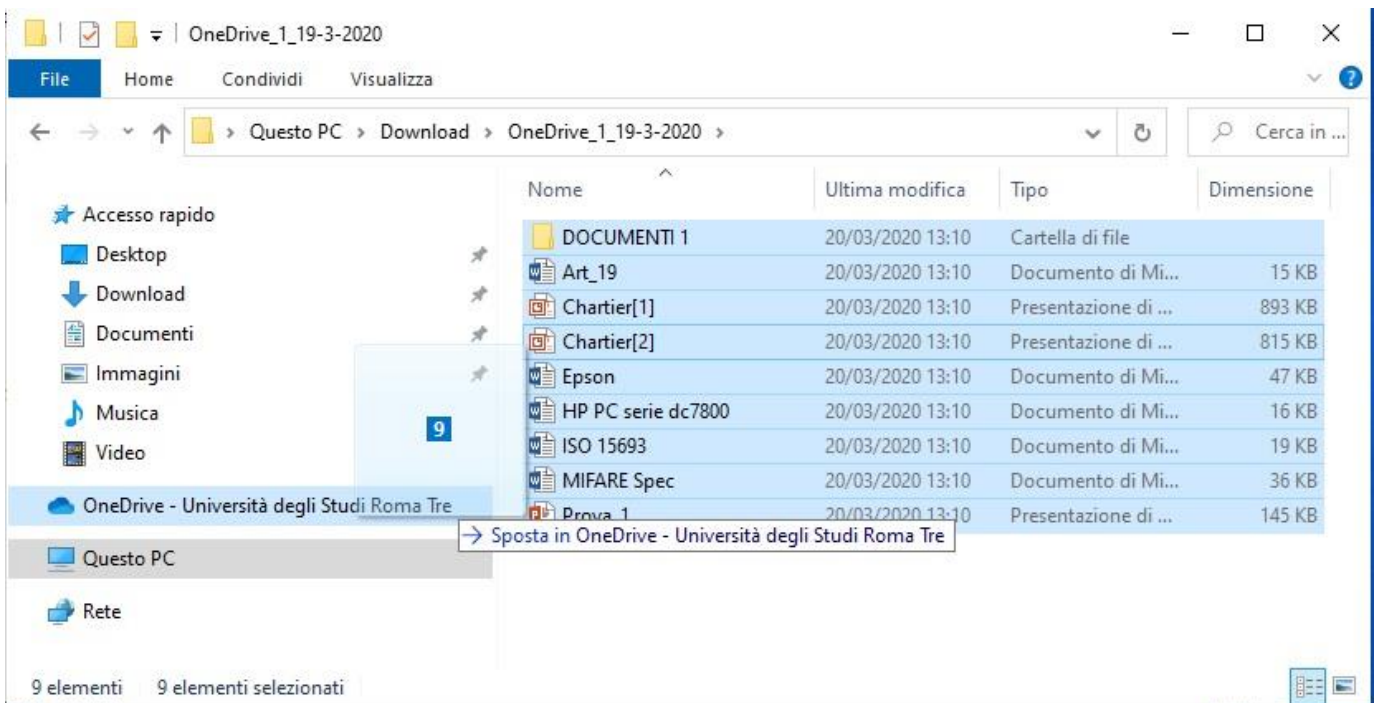 OneDrive_1_19-3-2020
File Home Condividi Visualizza ?
Questo PC > Download > OneDrive_1_19-3-2020 > Cerca in ...
Nome Ultima modifica Tipo Dimensione
Accesso rapido
Desktop
Download
Documenti
Immagini
Musica
Video
OneDrive - Università degli Studi Roma Tre
Questo PC
Rete
DOCUMENTI 1 20/03/2020 13:10 Cartella di file
Art_19 20/03/2020 13:10 Documento di Mi... 15 KB
Chartier[1] 20/03/2020 13:10 Presentazione di ... 893 KB
Chartier[2] 20/03/2020 13:10 Presentazione di ... 815 KB
Epson 20/03/2020 13:10 Documento di Mi... 47 KB
HP PC serie dc7800 20/03/2020 13:10 Documento di Mi... 16 KB
ISO 15693 20/03/2020 13:10 Documento di Mi... 19 KB
MIFARE Spec 20/03/2020 13:10 Documento di Mi... 36 KB
Prova_1 20/03/2020 13:10 Presentazione di ... 145 KB
9
→ Sposta in OneDrive - Università degli Studi Roma Tre
9 elementi 9 elementi selezionati